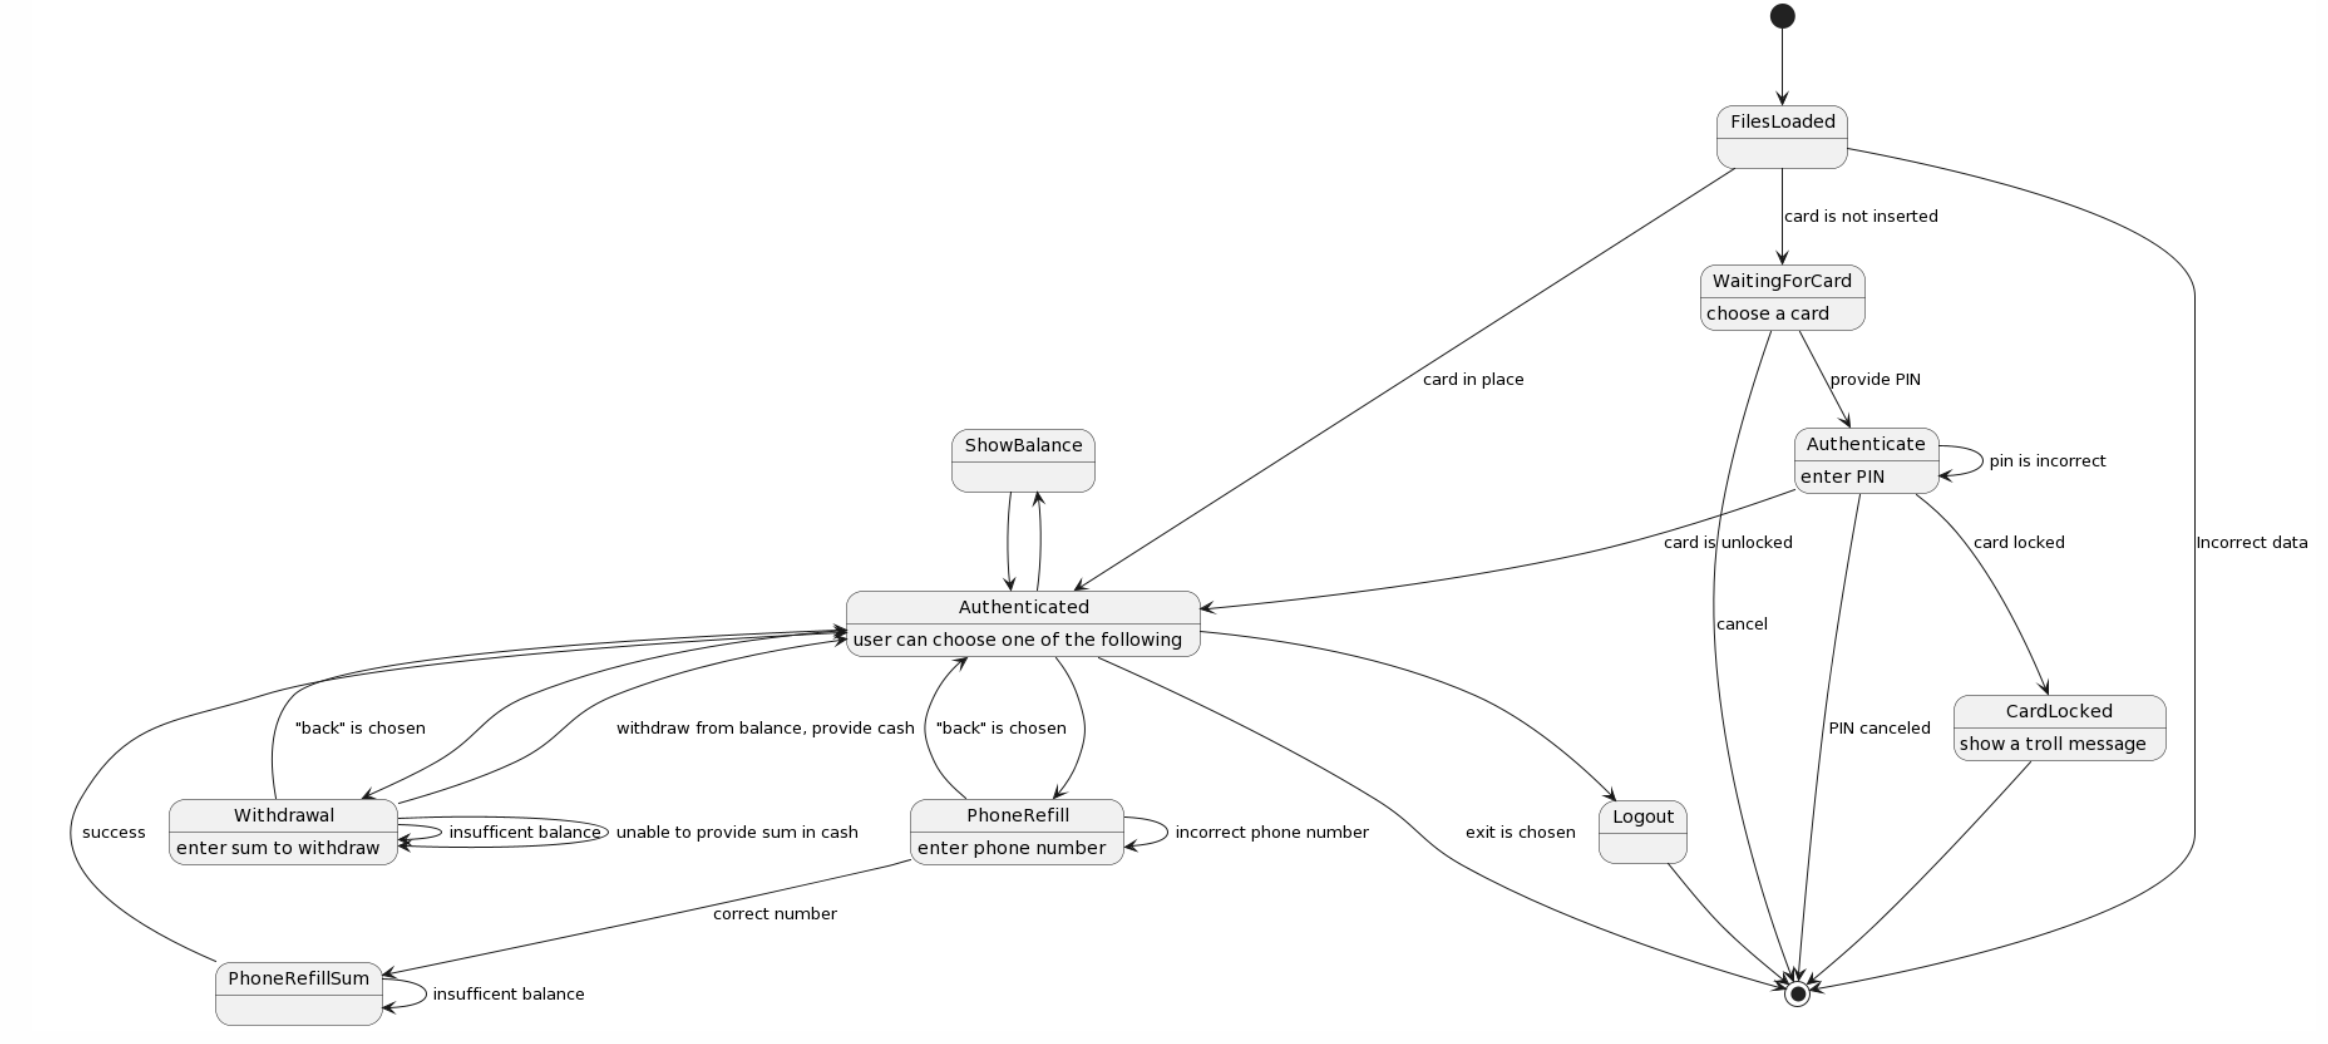 FilesLoaded
card is not inserted
WaitingForCard
choose a card
card in place
provide PIN
ShowBalance
Authenticate
enter PIN
pin is incorrect
card is unlocked
card locked
Incorrect data
Authenticated
user can choose one of the following
cancel
"back" is chosen
withdraw from balance, provide cash
"back" is chosen
PIN canceled
CardLocked
show a troll message
success
Withdrawal
enter sum to withdraw
insufficent balance
unable to provide sum in cash
PhoneRefill
enter phone number
incorrect phone number
exit is chosen
Logout
correct number
PhoneRefillSum
insufficent balance